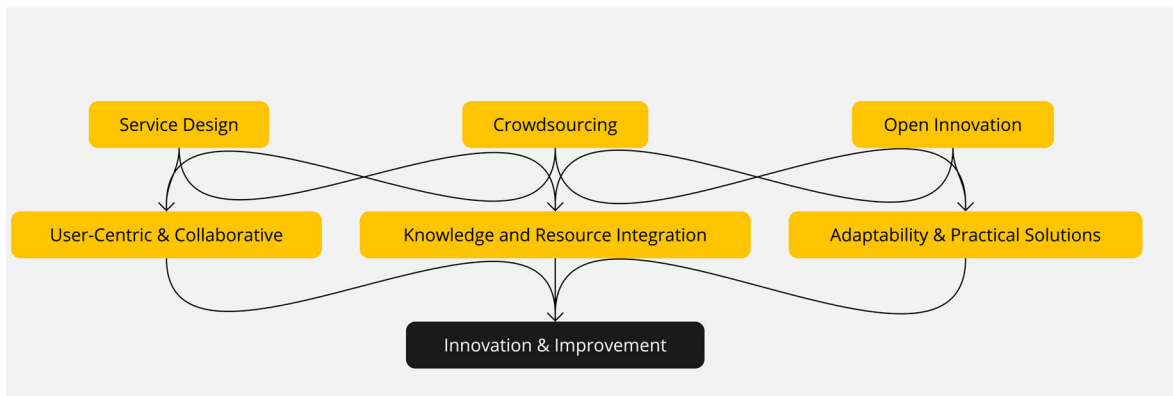 Service Design
Crowdsourcing
Open Innovation
User-Centric & Collaborative
Knowledge and Resource Integration
Adaptability & Practical Solutions
Innovation & Improvement